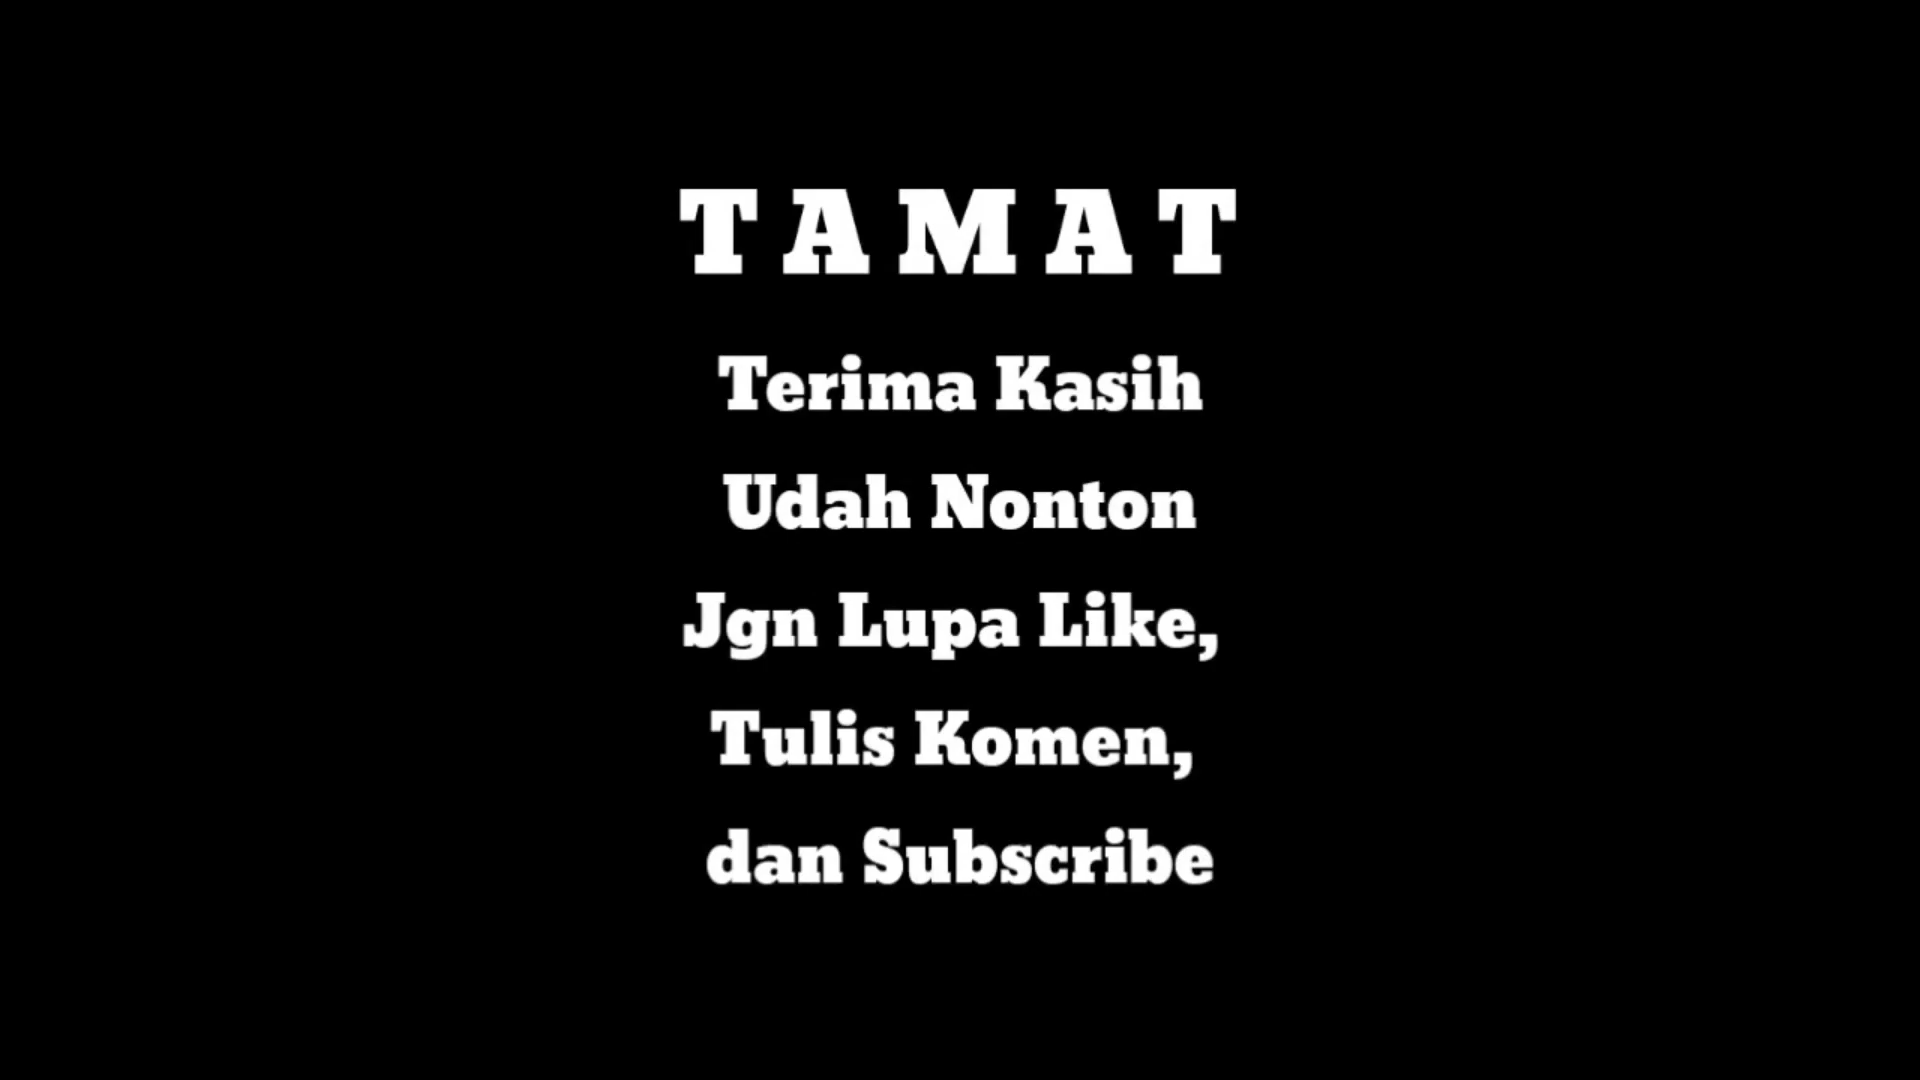 T A M A T
Terima Kasih
Udah Nonton
Jgn Lupa Like,
Tulis Komen,
dan Subscribe